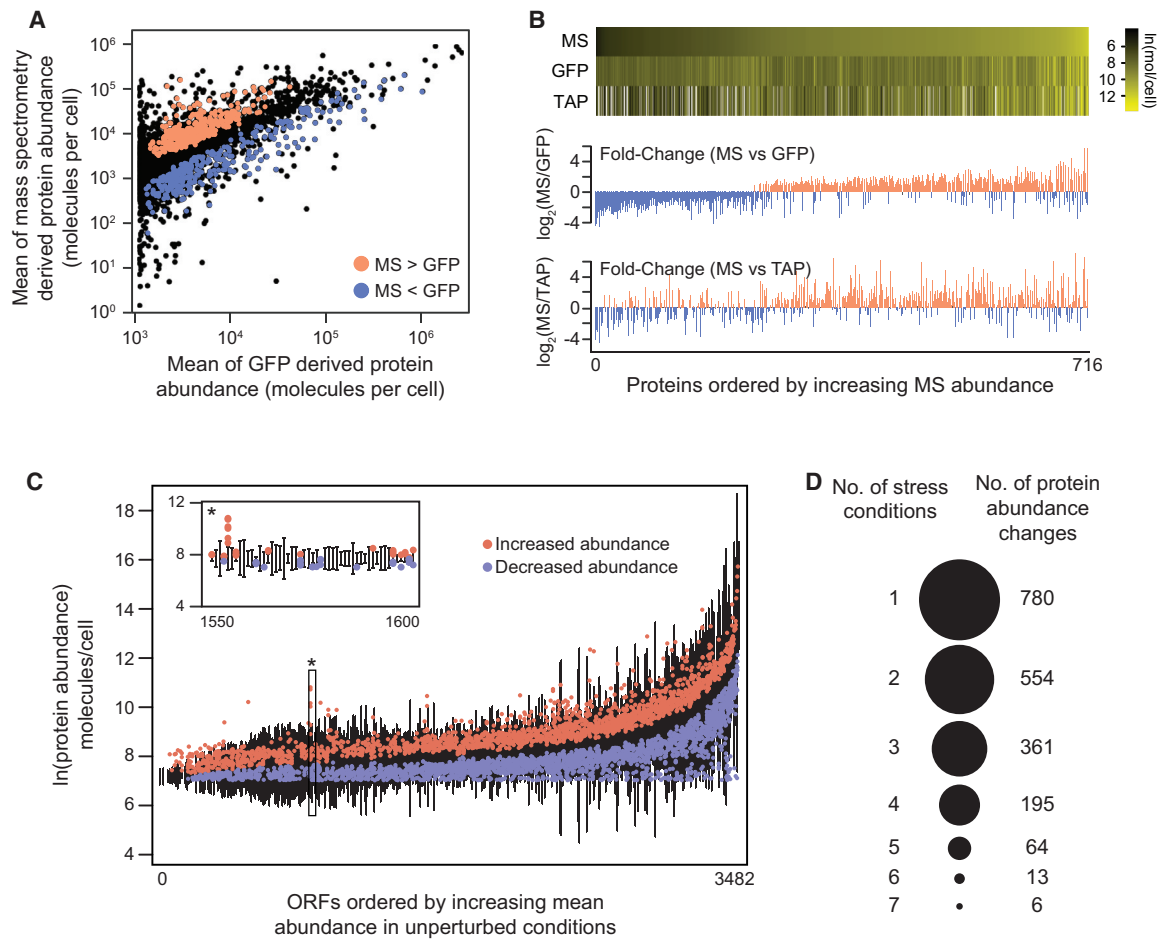 A
Mean of mass spectrometry
derived protein abundance
(molecules per cell)
10⁶
10⁵
10⁴
10³
10²
10¹
10⁰
MS > GFP
MS < GFP
10³ 10⁴ 10⁵ 10⁶
Mean of GFP derived protein
abundance (molecules per cell)
B
MS
GFP
TAP
6
8
10
12
ln(mol/cell)
Fold-Change (MS vs GFP)
log₂(MS/GFP)
4
0
-4
Fold-Change (MS vs TAP)
log₂(MS/TAP)
4
0
-4
0 716
Proteins ordered by increasing MS abundance
C
ln(protein abundance)
molecules/cell
18
16
14
12
10
8
6
4
12
8
4
*
1550 1600
Increased abundance
Decreased abundance
*
0 3482
ORFs ordered by increasing mean
abundance in unperturbed conditions
D
No. of stress
conditions
No. of protein
abundance
changes
1 780
2 554
3 361
4 195
5 64
6 13
7 6